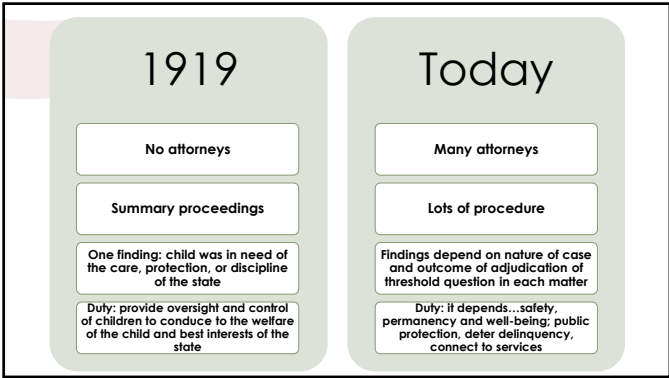 1919
No attorneys
Summary proceedings
One finding: child was in need of
the care, protection, or discipline
of the state
Duty: provide oversight and control
of children to conduce to the welfare
of the child and best interests of the
state
Today
Many attorneys
Lots of procedure
Findings depend on nature of case
and outcome of adjudication of
threshold question in each matter
Duty: it depends…safety,
permanency and well-being; public
protection, deter delinquency,
connect to services